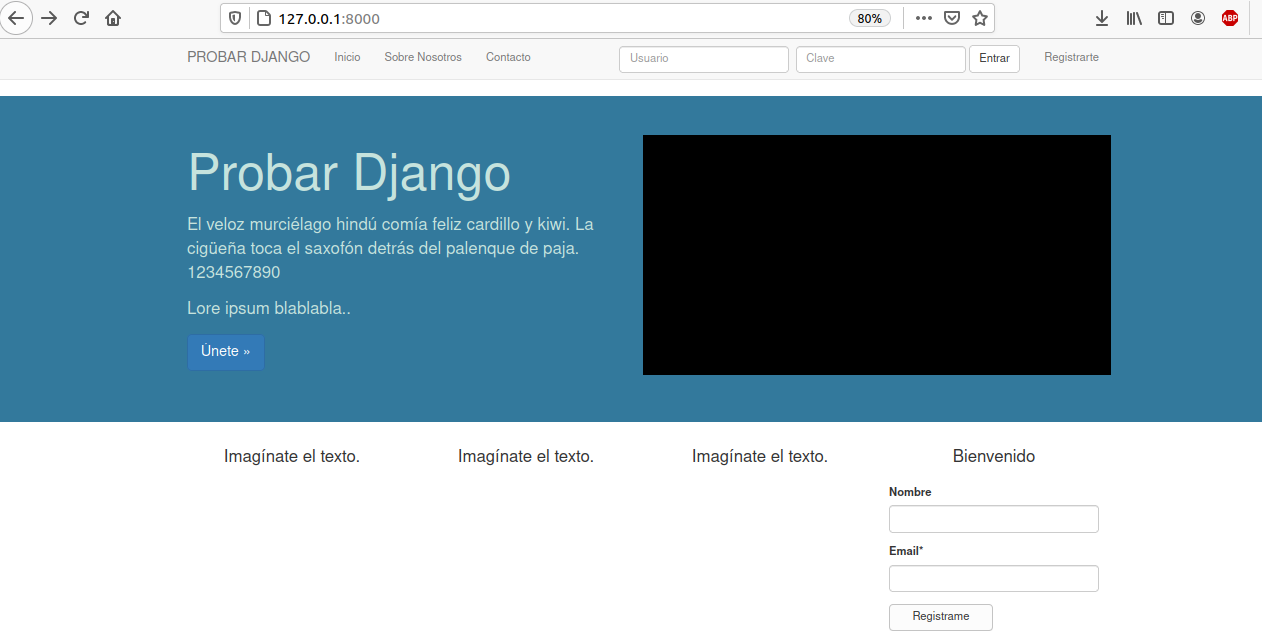 127.0.0.1:8000
80%
ABP
PROBAR DJANGO Inicio Sobre Nosotros Contacto Usuario Clave Entrar Registrarte
Probar Django
El veloz murciélago hindú comía feliz cardillo y kiwi. La
cigüeña toca el saxofón detrás del palenque de paja.
1234567890
Lore ipsum blablabla..
Únete »
Imagínate el texto. Imagínate el texto. Imagínate el texto. Bienvenido
Nombre
Email*
Registrame